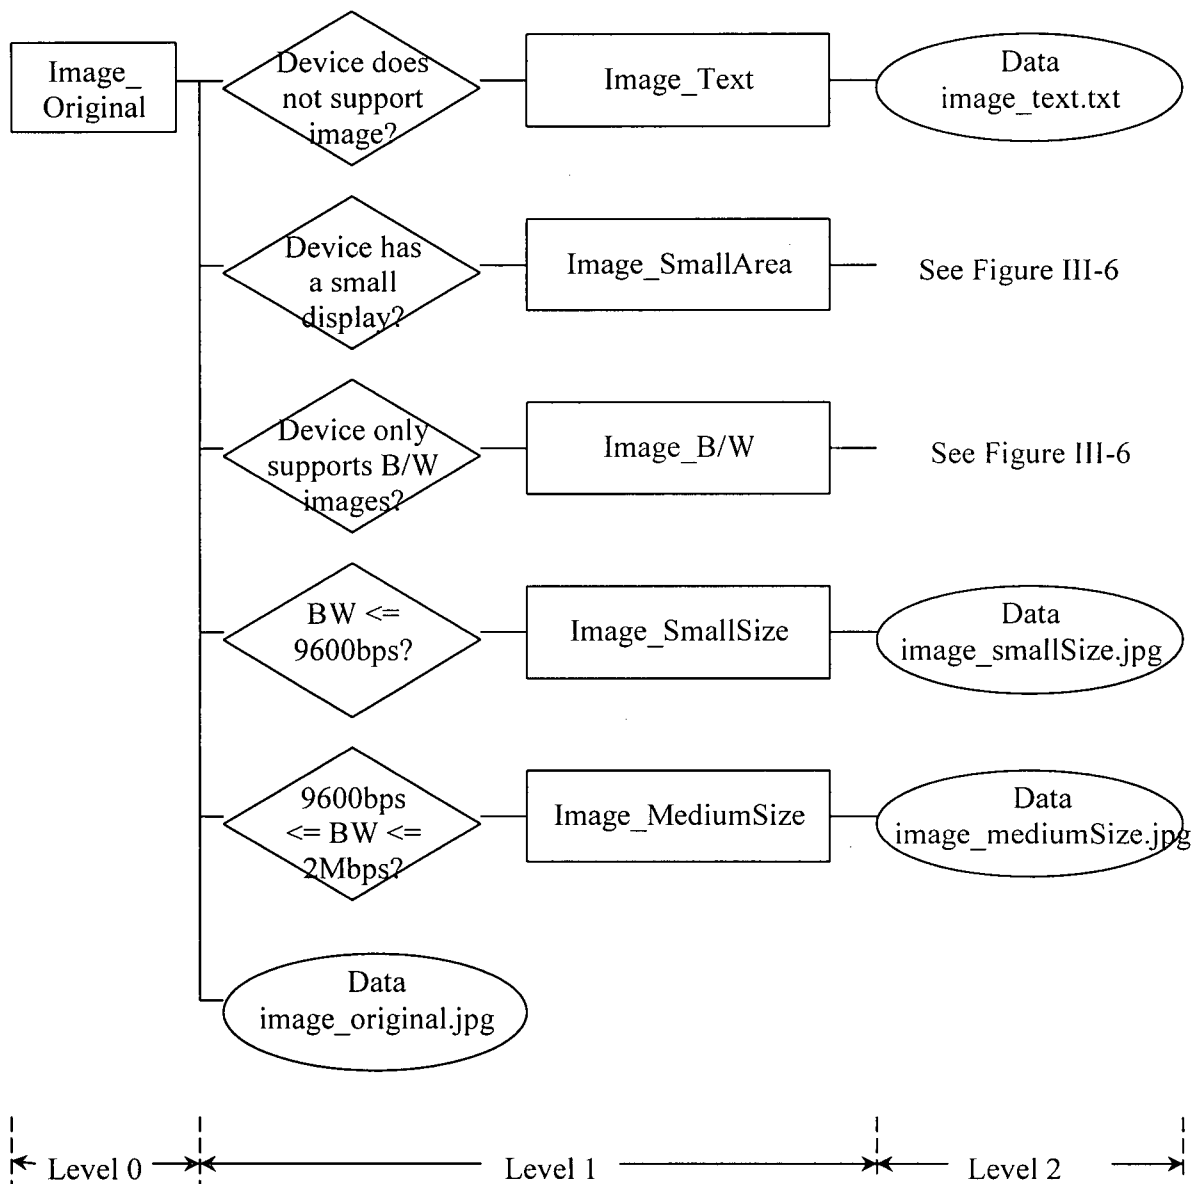 Image_
Original
Device does
not support
image?
Image_Text
Data
image_text.txt
Device has
a small
display?
Image_SmallArea
See Figure III-6
Device only
supports B/W
images?
Image_B/W
See Figure III-6
BW <=
9600bps?
Image_SmallSize
Data
image_smallSize.jpg
9600bps
<= BW <=
2Mbps?
Image_MediumSize
Data
image_mediumSize.jpg
Data
image_original.jpg
Level 0
Level 1
Level 2